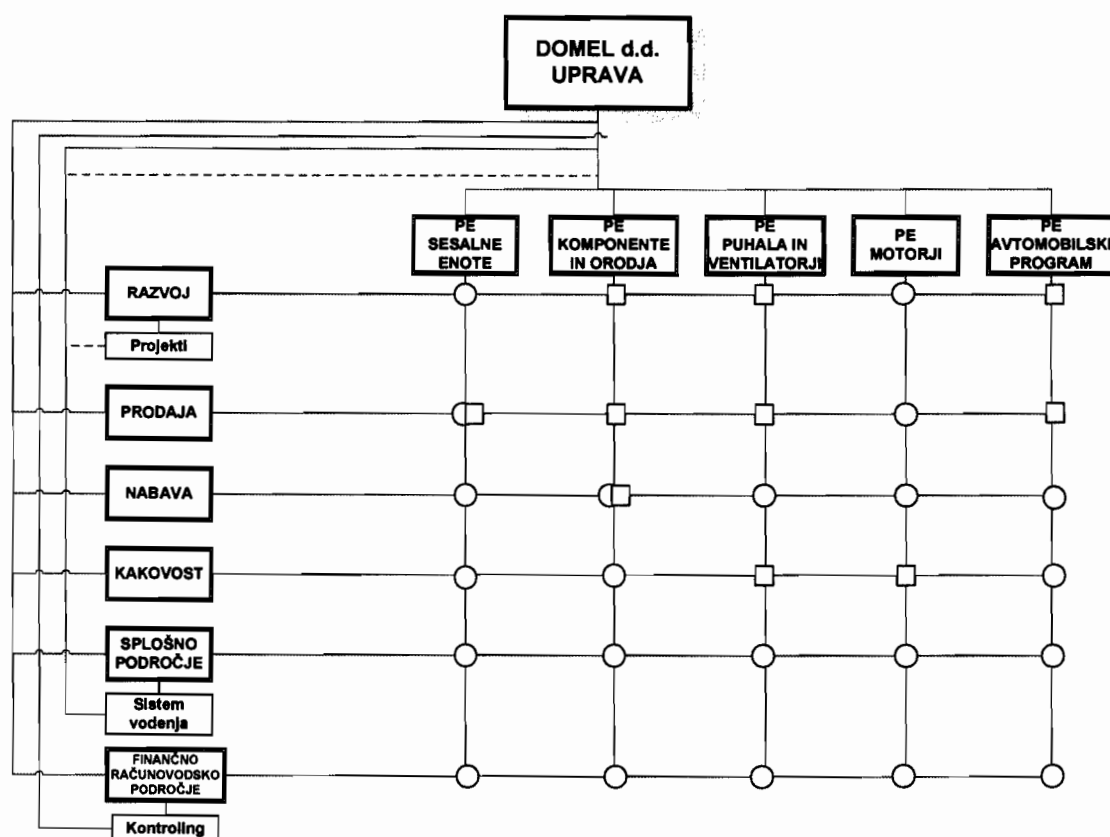 DOMEL d.d.
UPRAVA
PE
SESALNE
ENOTE
PE
KOMPONENTE
IN ORODJA
PE
PUHALA IN
VENTILATORJI
PE
MOTORJI
PE
AVTOMOBILSKI
PROGRAM
RAZVOJ
Projekti
PRODAJA
NABAVA
KAKOVOST
SPLOŠNO
PODROČJE
Sistem
vodenja
FINANČNO
RAČUNOVODSKO
PODROČJE
Kontroling